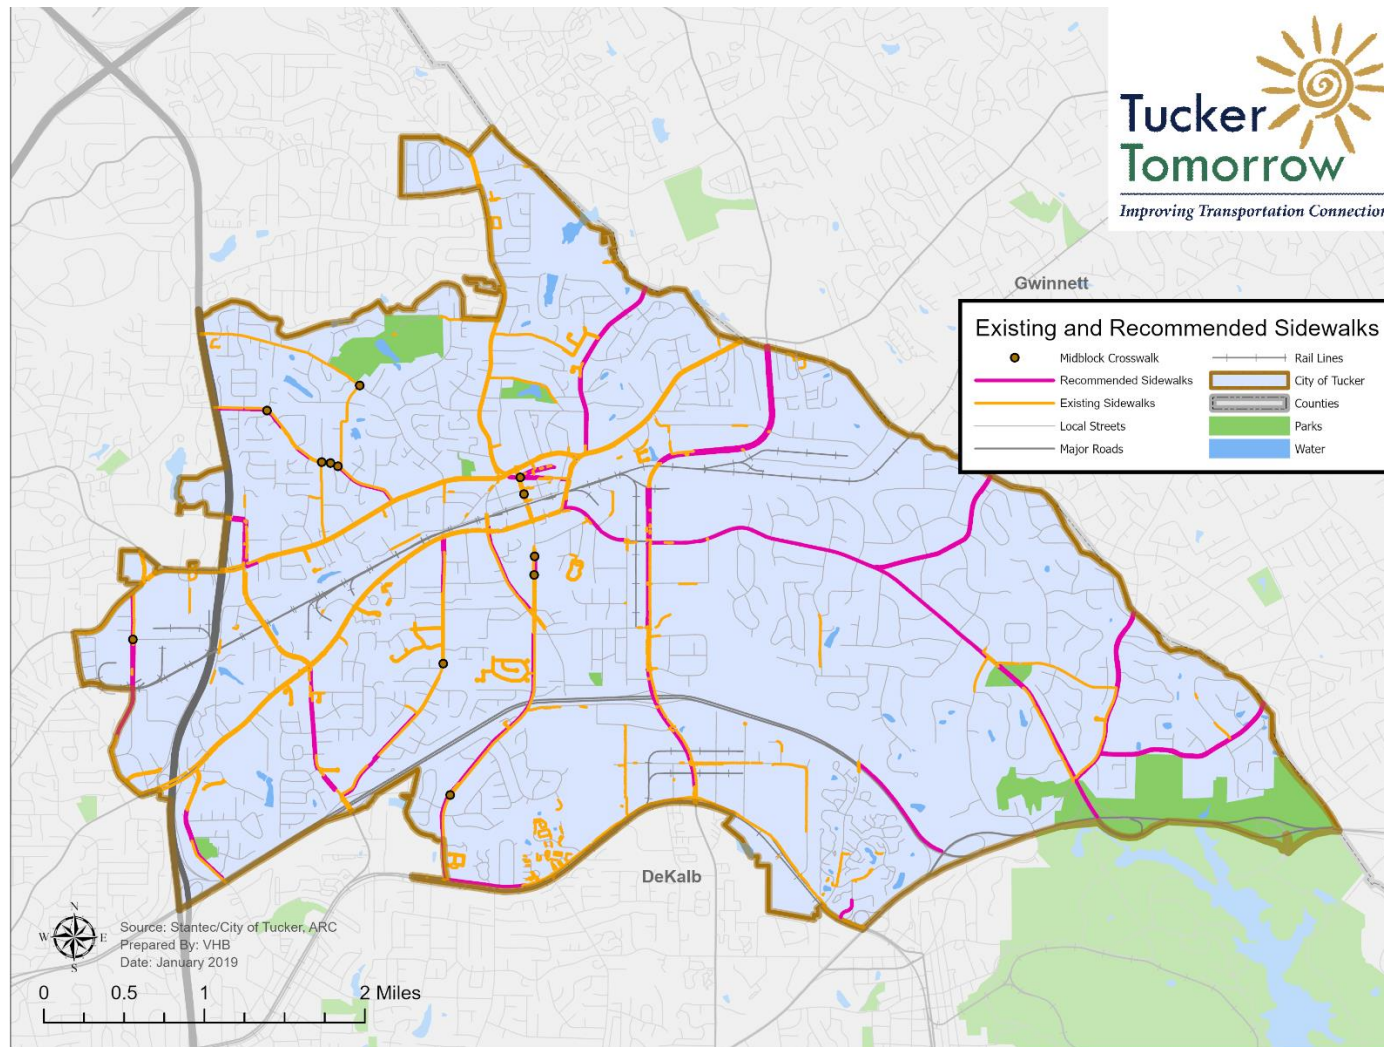 Tucker
Tomorrow
Improving Transportation Connection
Gwinnett
Existing and Recommended Sidewalks
Midblock Crosswalk
Rail Lines
Recommended Sidewalks
City of Tucker
Existing Sidewalks
Counties
Local Streets
Parks
Major Roads
Water
DeKalb
N
W
E
S
Source: Stantec/City of Tucker, ARC
Prepared By: VHB
Date: January 2019
0 0.5 1 2 Miles